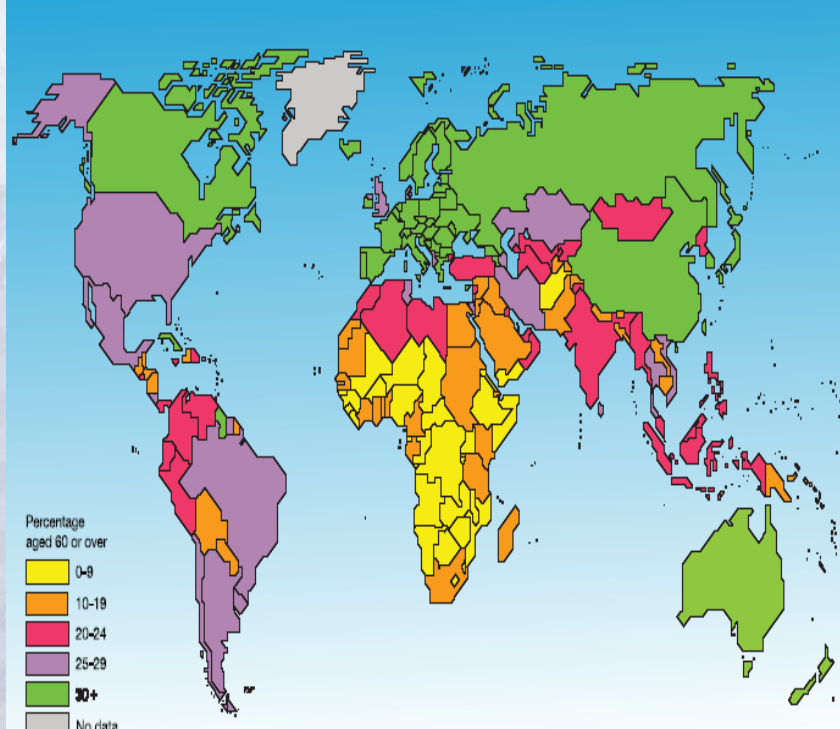 Percentage
aged 60 or over
0-9
10-19
20-24
25-29
30+
No data